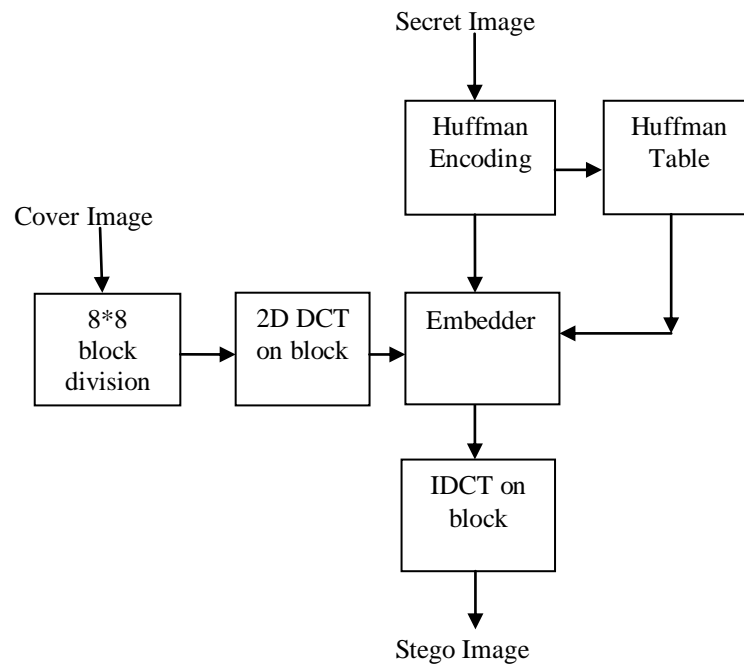 Secret Image
Huffman
Encoding
Huffman
Table
Cover Image
8*8
block
division
2D DCT
on block
Embedder
IDCT on
block
Stego Image